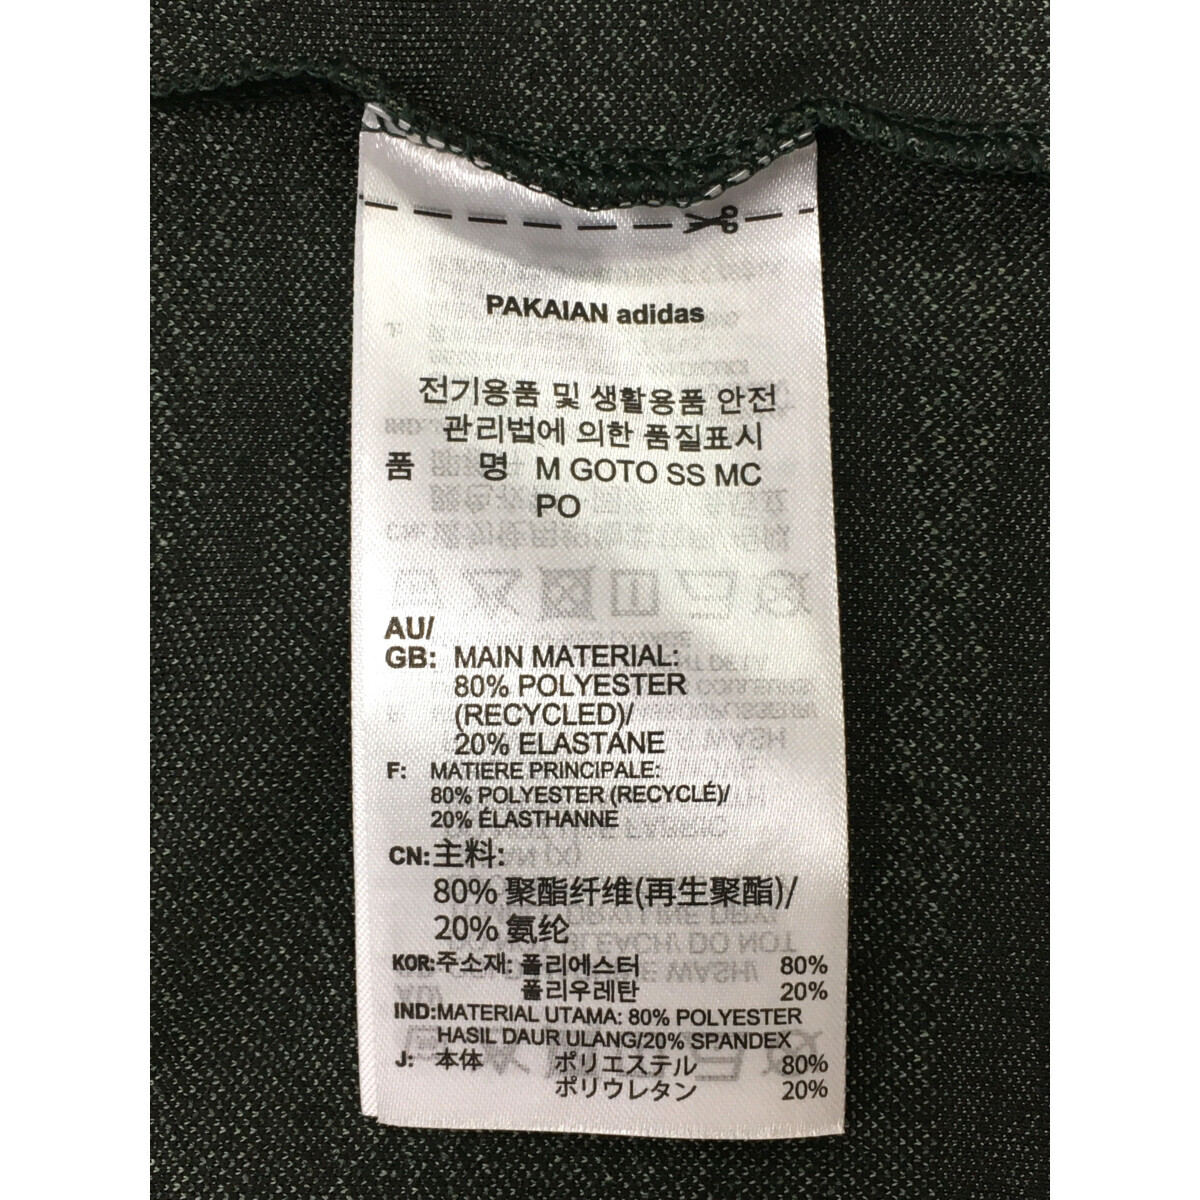 PAKAIAN adidas
전기용품 및 생활용품 안전
관리법에 의한 품질표시
품 명 M GOTO SS MC
PO
AU/
GB: MAIN MATERIAL:
80% POLYESTER
(RECYCLED)/
20% ELASTANE
F: MATIERE PRINCIPALE:
80% POLYESTER (RECYCLÉ)/
20% ÉLASTHANNE
CN:主料:
80% 聚酯纤维(再生聚酯)/
20% 氨纶
KOR:주소재: 폴리에스터 80%
폴리우레탄 20%
IND:MATERIAL UTAMA: 80% POLYESTER
HASIL DAUR ULANG/20% SPANDEX
J: 本体 ポリエステル 80%
ポリウレタン 20%